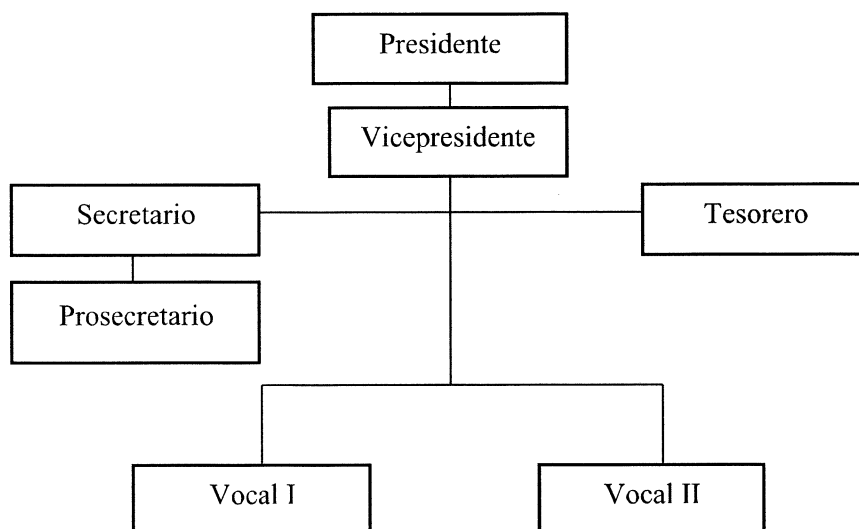 Presidente
Vicepresidente
Secretario
Tesorero
Prosecretario
Vocal I
Vocal II